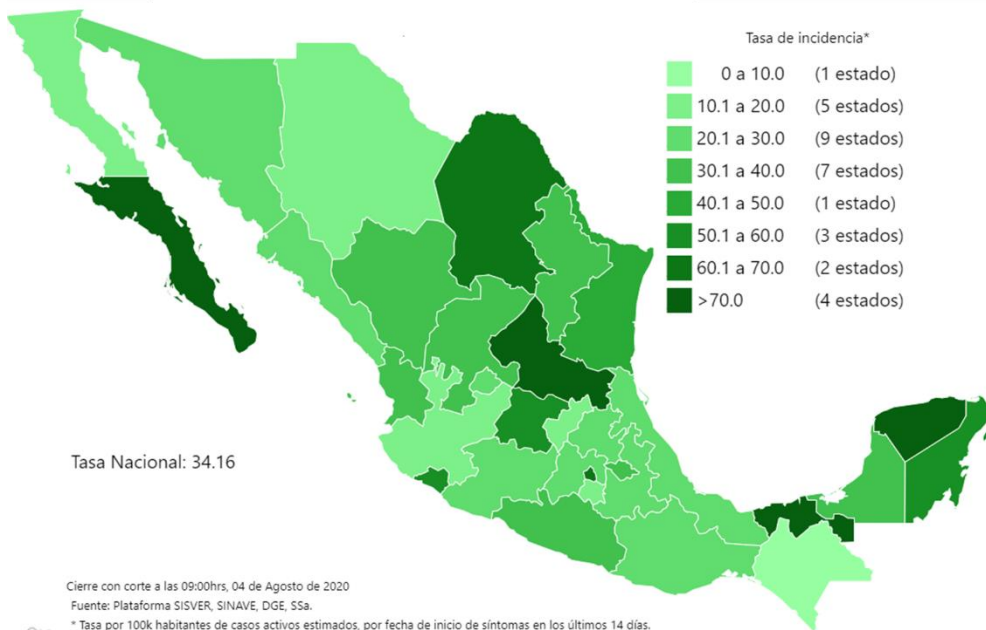 Tasa de incidencia*
0 a 10.0 (1 estado)
10.1 a 20.0 (5 estados)
20.1 a 30.0 (9 estados)
30.1 a 40.0 (7 estados)
40.1 a 50.0 (1 estado)
50.1 a 60.0 (3 estados)
60.1 a 70.0 (2 estados)
>70.0 (4 estados)
Tasa Nacional: 34.16
Cierre con corte a las 09:00hrs, 04 de Agosto de 2020
Fuente: Plataforma SISVER, SINAVE, DGE, SSa.
* Tasa por 100k habitantes de casos activos estimados, por fecha de inicio de síntomas en los últimos 14 días.